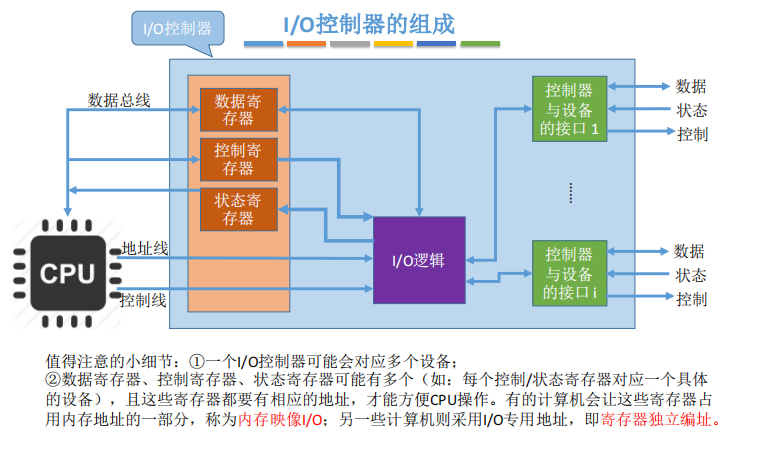 I/O控制器的组成
I/O控制器
数据总线
数据寄
存器
控制寄
存器
状态寄
存器
CPU
地址线
控制线
I/O逻辑
控制器
与设备
的接口 1
数据
状态
控制
……
控制器
与设备
的接口 i
数据
状态
控制
值得注意的小细节：①一个I/O控制器可能会对应多个设备；
②数据寄存器、控制寄存器、状态寄存器可能有多个（如：每个控制/状态寄存器对应一个具体
的设备），且这些寄存器都要有相应的地址，才能方便CPU操作。有的计算机会让这些寄存器占
用内存地址的一部分，称为内存映像I/O；另一些计算机则采用I/O专用地址，即寄存器独立编址。